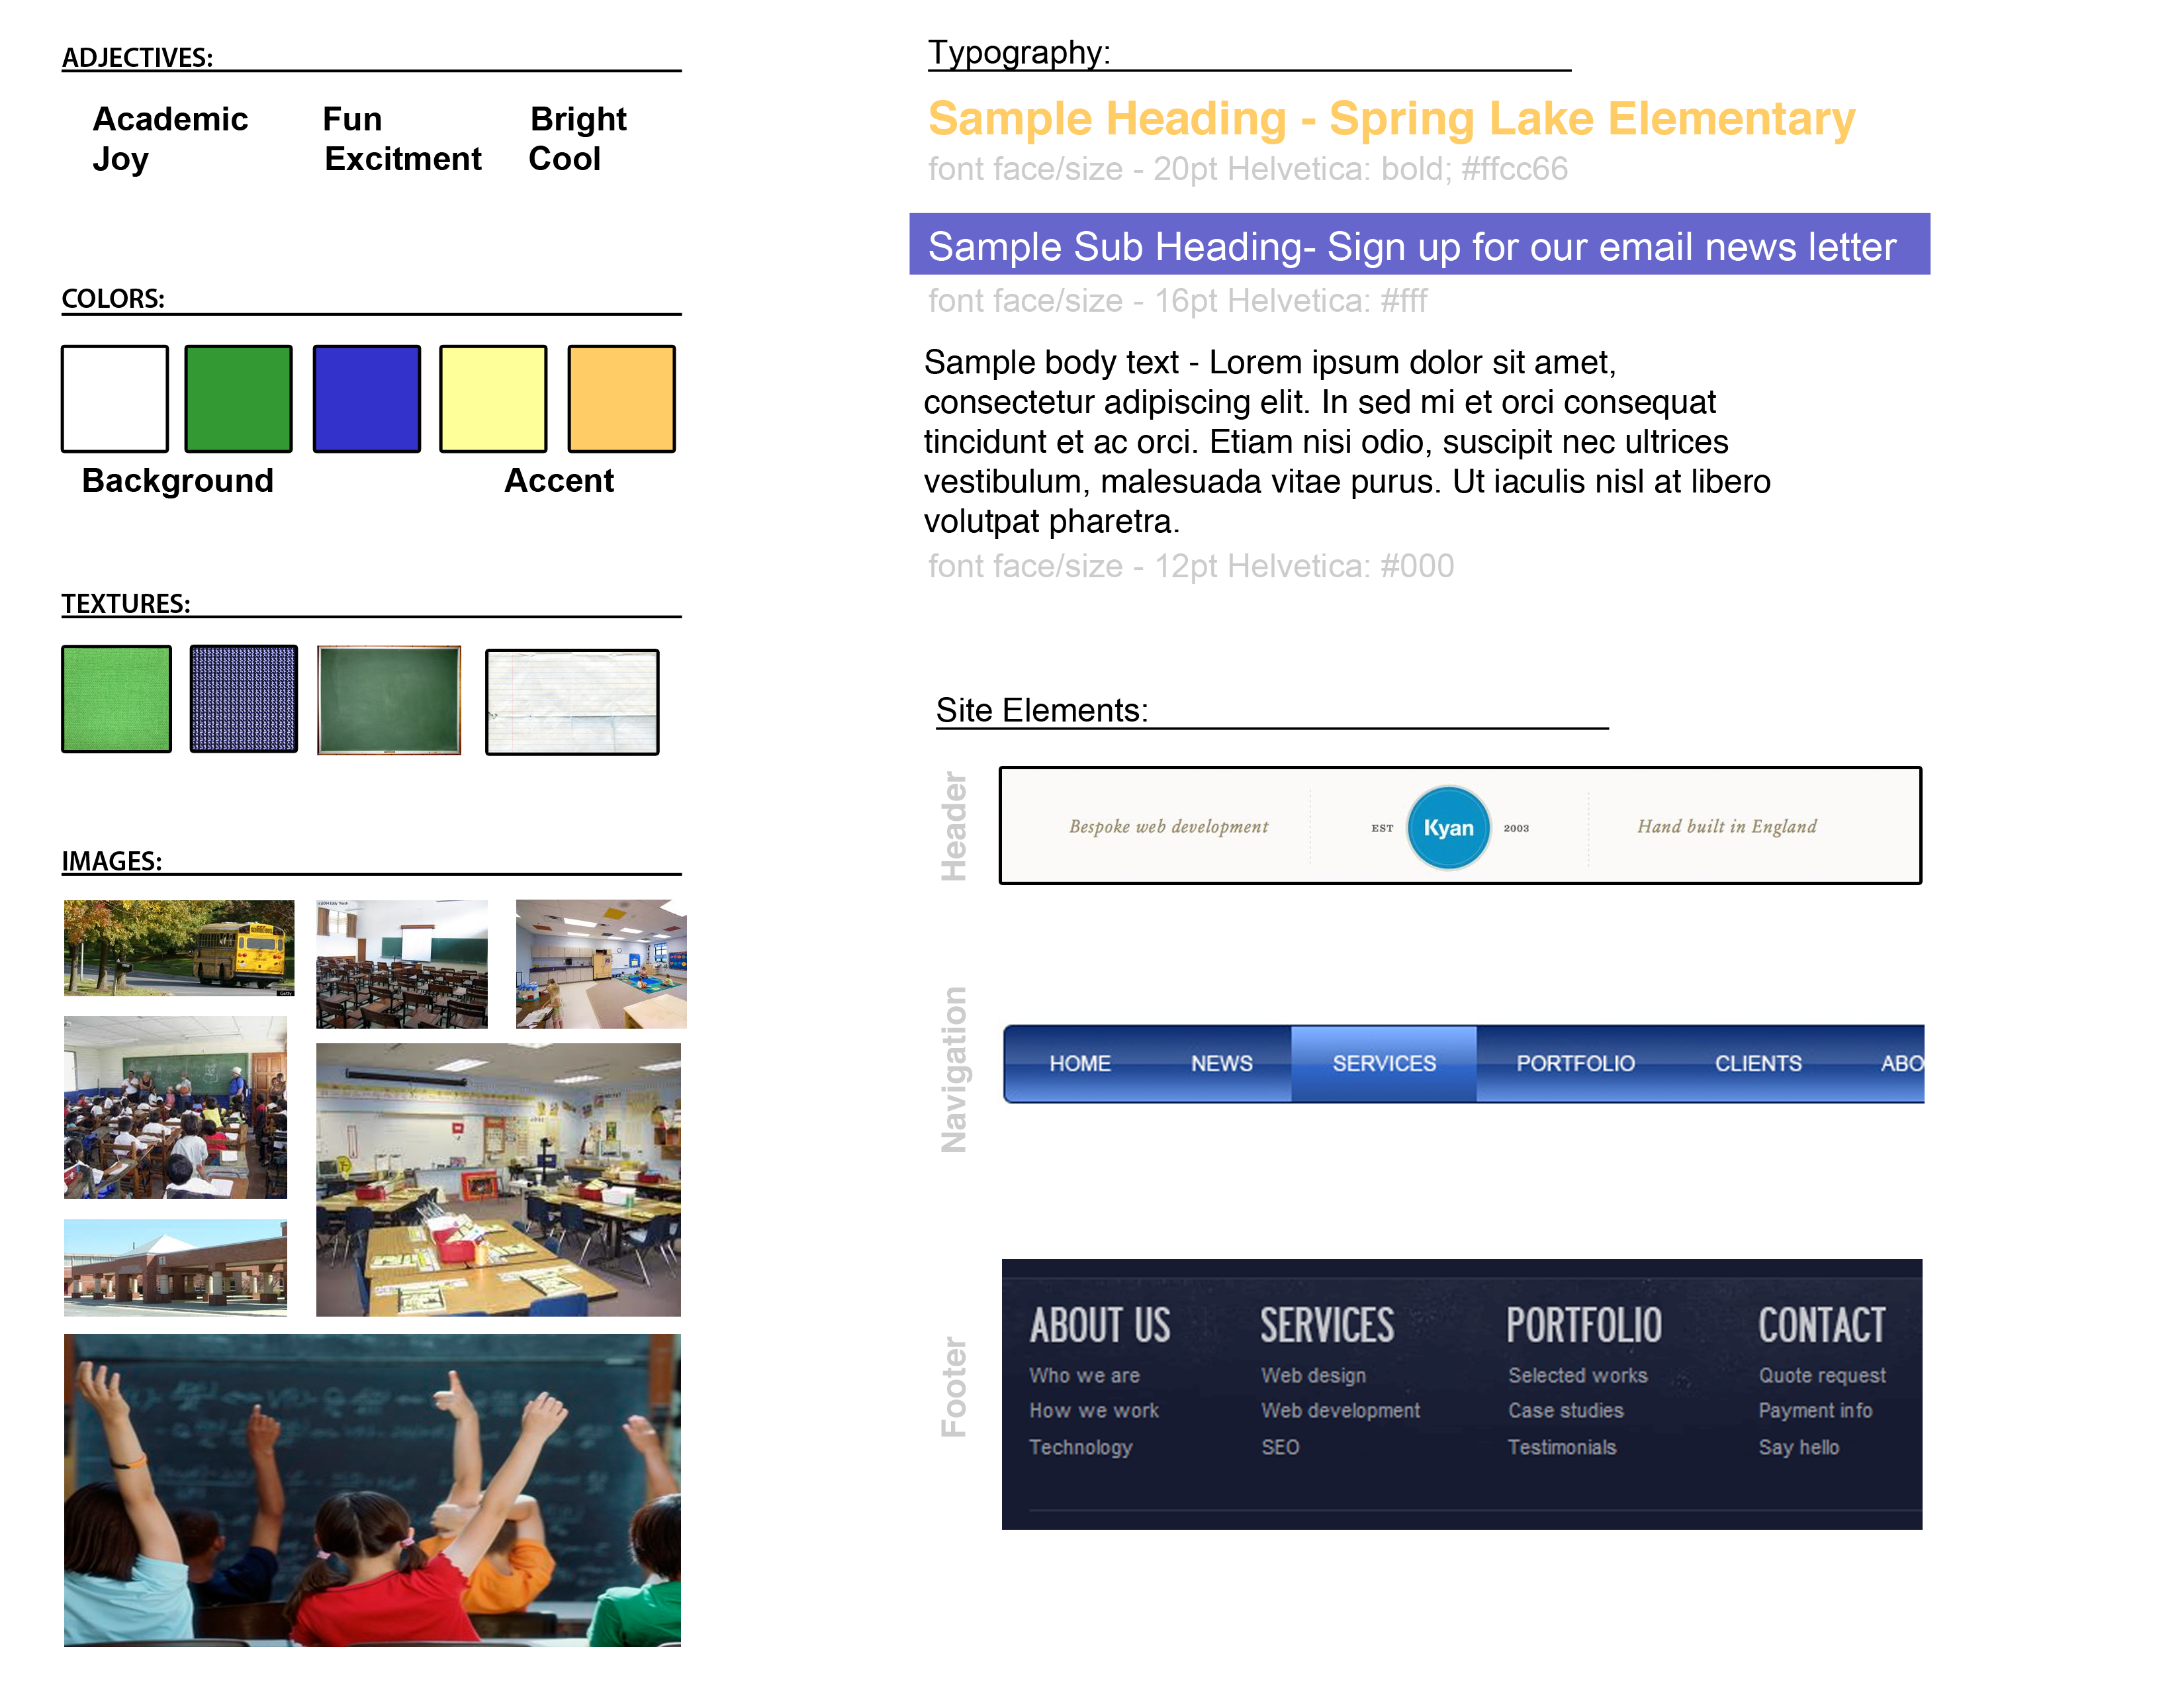 ADJECTIVES:
Academic Fun Bright
Joy Excitment Cool
COLORS:
Background Accent
TEXTURES:
IMAGES:
Getty
Typography:
Sample Heading - Spring Lake Elementary
font face/size - 20pt Helvetica: bold; #ffcc66
Sample Sub Heading- Sign up for our email news letter
font face/size - 16pt Helvetica: #fff
Sample body text - Lorem ipsum dolor sit amet,
consectetur adipiscing elit. In sed mi et orci consequat
tincidunt et ac orci. Etiam nisi odio, suscipit nec ultrices
vestibulum, malesuada vitae purus. Ut iaculis nisl at libero
volutpat pharetra.
font face/size - 12pt Helvetica: #000
Site Elements:
Header
Bespoke web development EST Kyan 2003 Hand built in England
Navigation
HOME NEWS SERVICES PORTFOLIO CLIENTS ABO
Footer
ABOUT US SERVICES PORTFOLIO CONTACT
Who we are Web design Selected works Quote request
How we work Web development Case studies Payment info
Technology SEO Testimonials Say hello